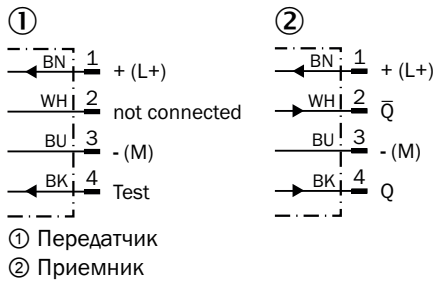 ① ②
BN 1 + (L+) BN 1 + (L+)
WH 2 not connected WH 2 Q̅
BU 3 - (M) BU 3 - (M)
BK 4 Test BK 4 Q
① Передатчик
② Приемник